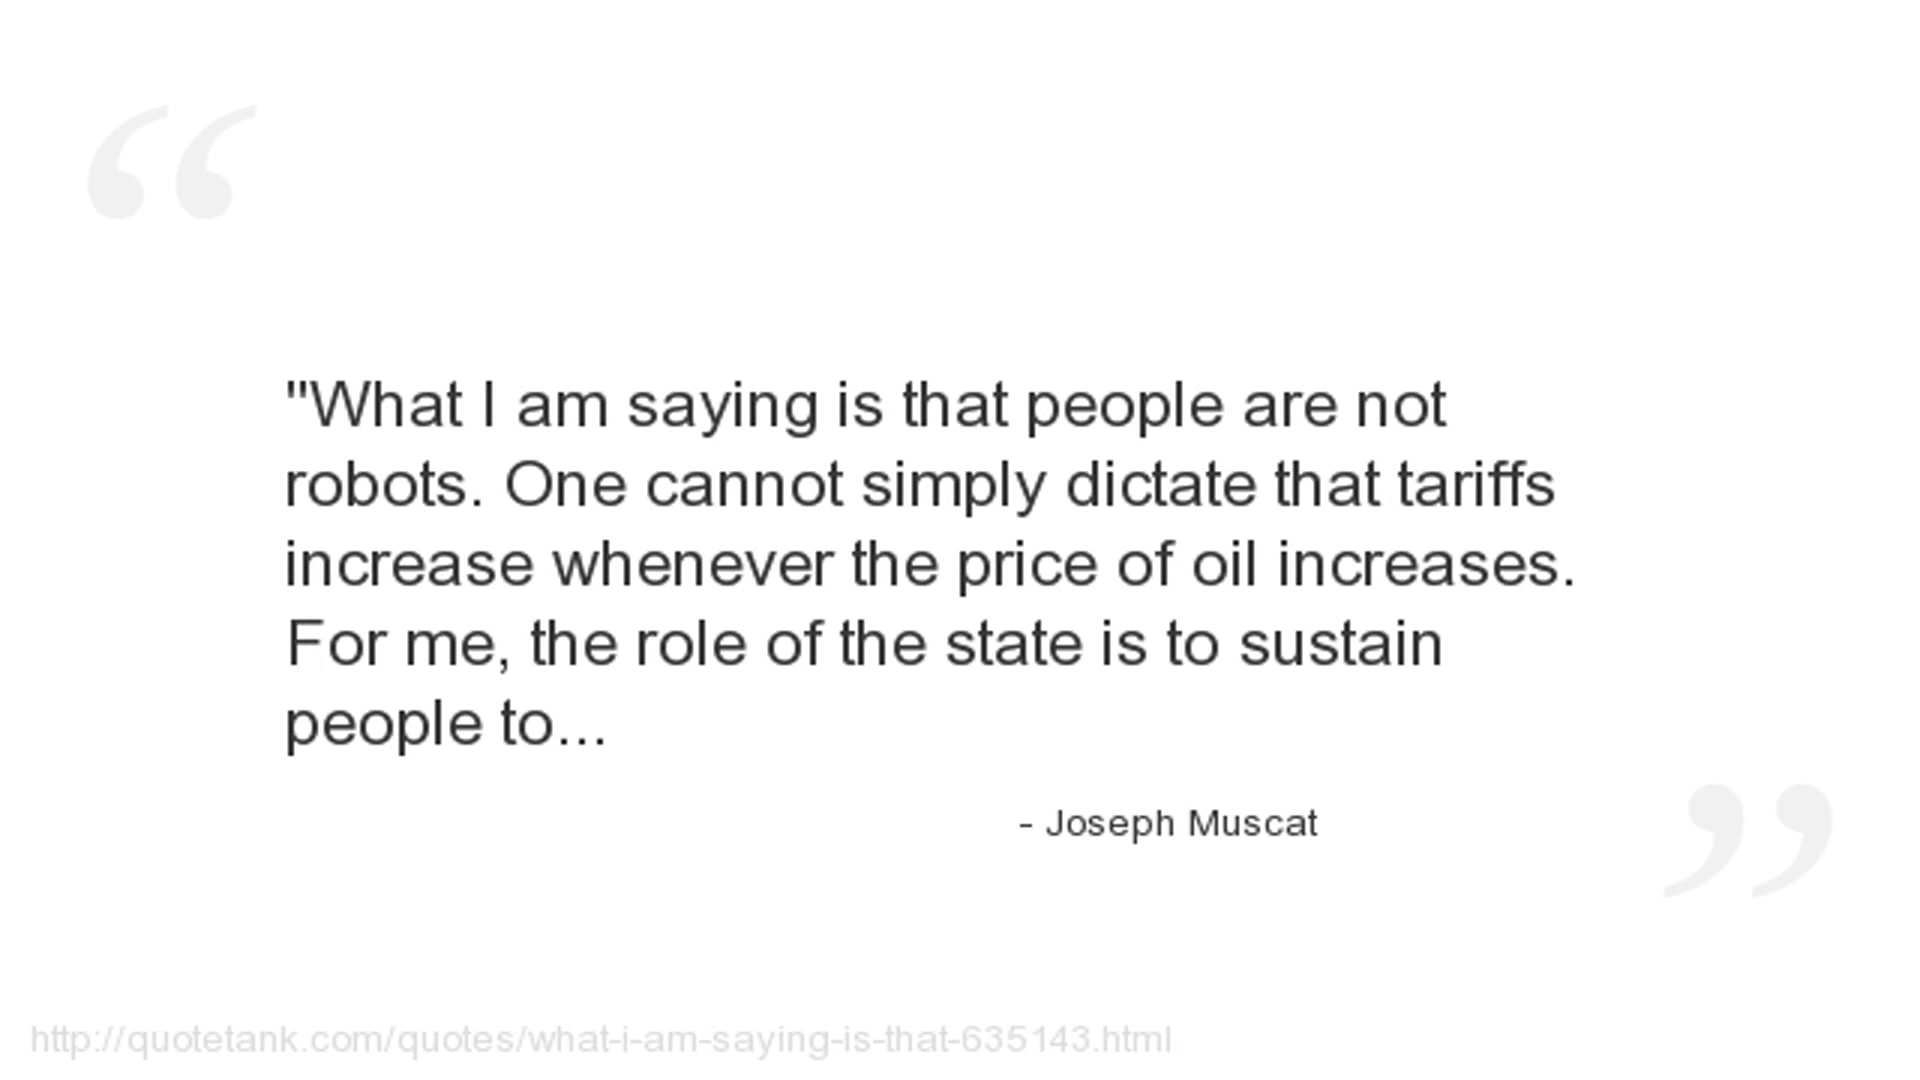 "What I am saying is that people are not
robots. One cannot simply dictate that tariffs
increase whenever the price of oil increases.
For me, the role of the state is to sustain
people to...
- Joseph Muscat
http://quotetank.com/quotes/what-i-am-saying-is-that-635143.html